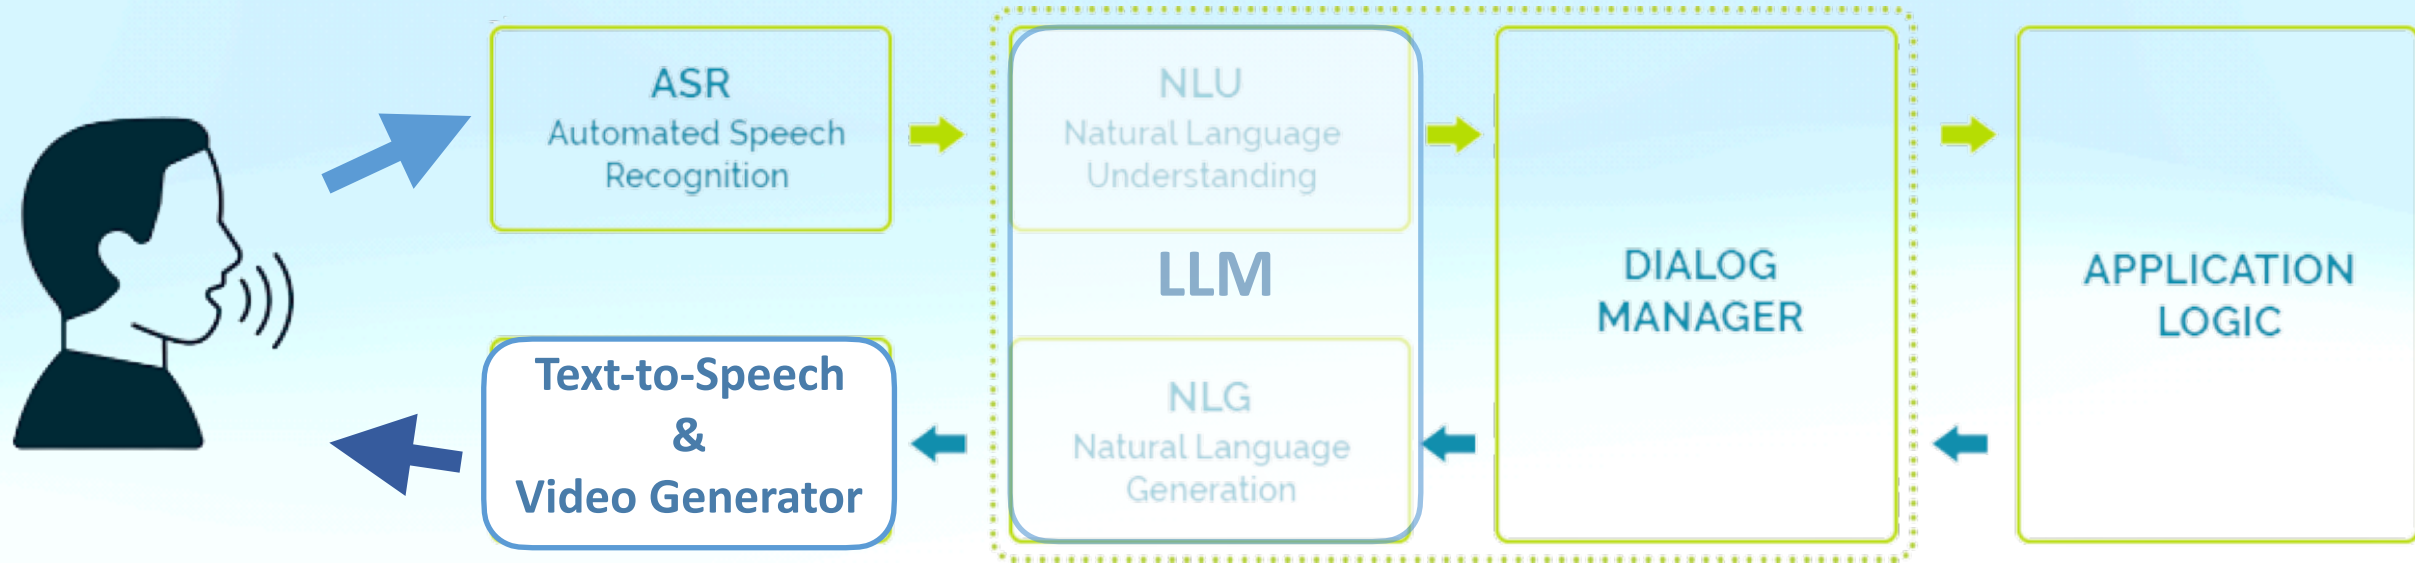 ASR
Automated Speech
Recognition
NLU
Natural Language
Understanding
LLM
NLG
Natural Language
Generation
DIALOG
MANAGER
APPLICATION
LOGIC
Text-to-Speech
&
Video Generator